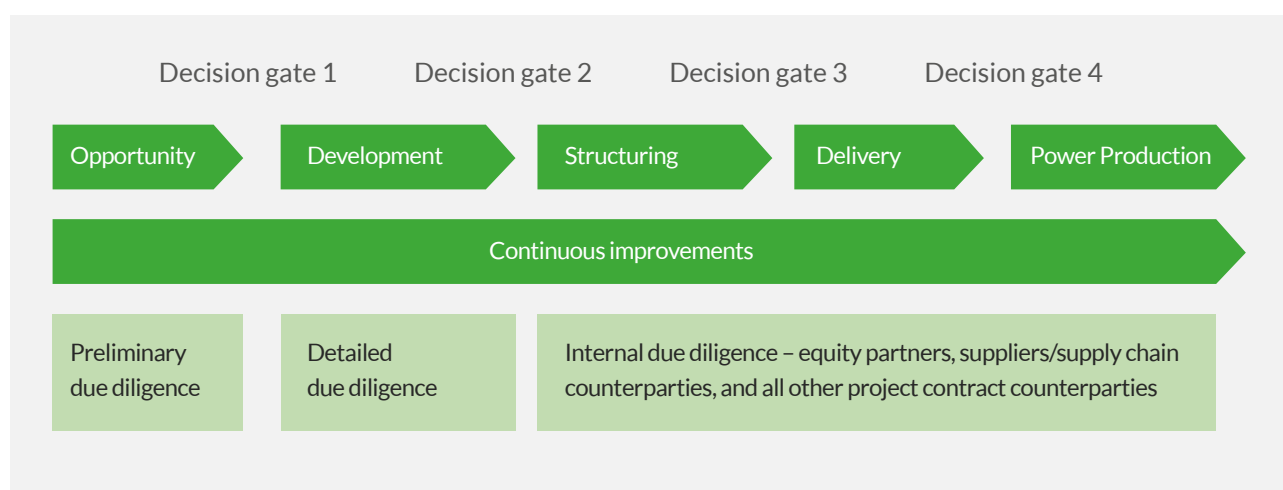 Decision gate 1
Decision gate 2
Decision gate 3
Decision gate 4
Opportunity
Development
Structuring
Delivery
Power Production
Continuous improvements
Preliminary
due diligence
Detailed
due diligence
Internal due diligence – equity partners, suppliers/supply chain
counterparties, and all other project contract counterparties